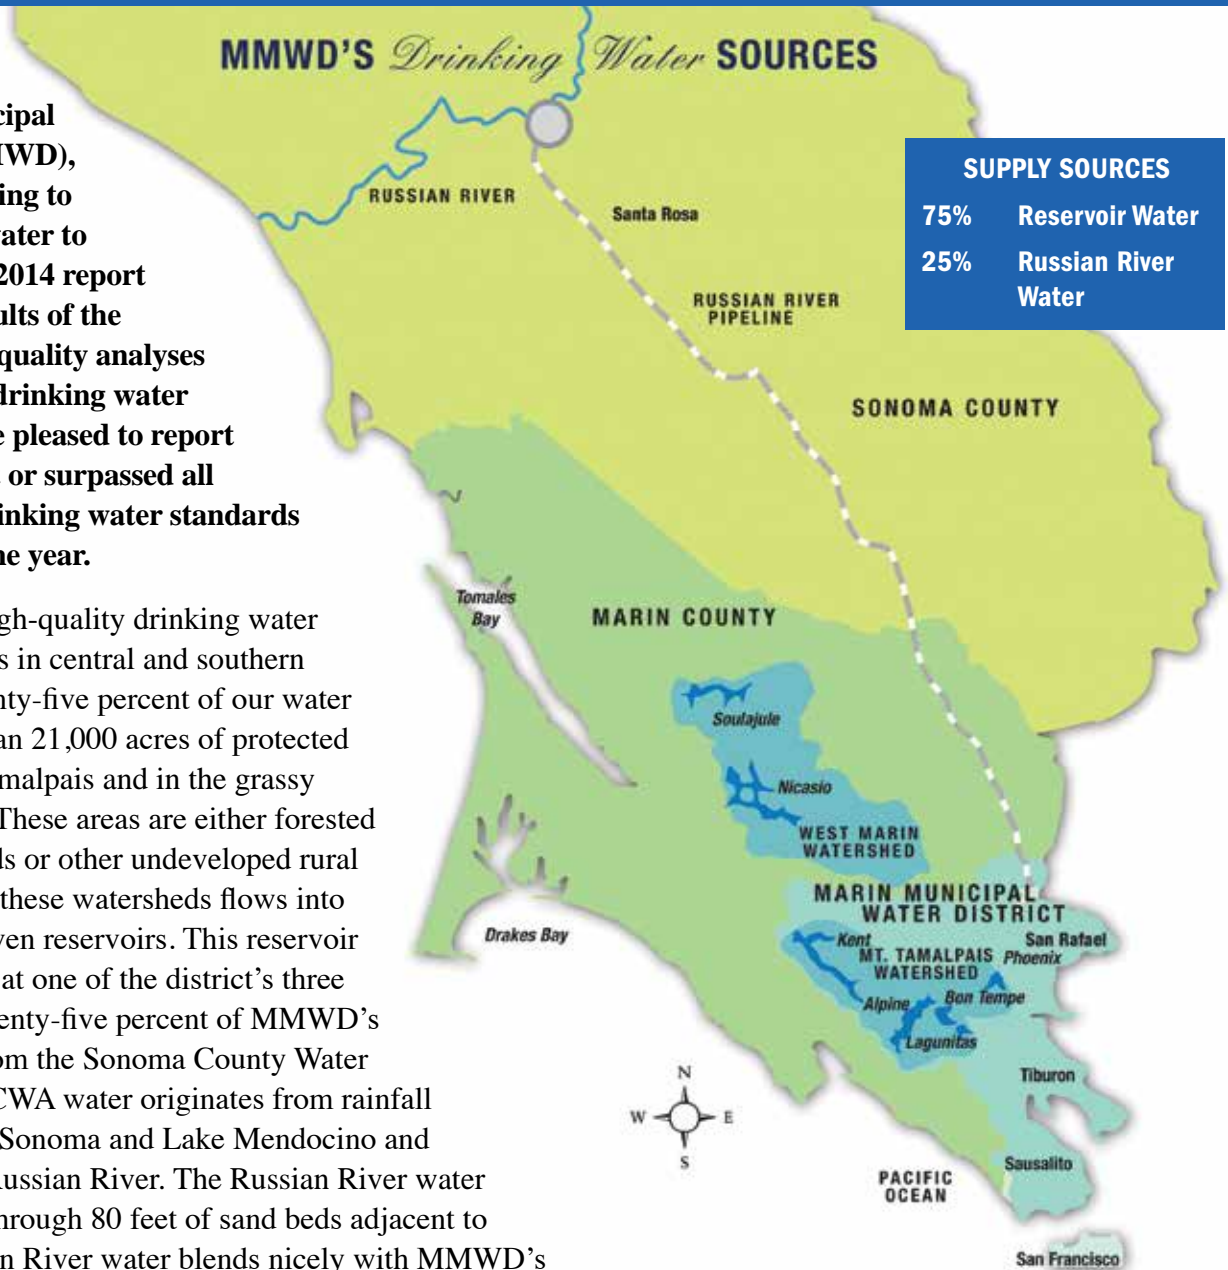 MMWD'S Drinking Water SOURCES
cipal
MWD),
ing to
vater to
2014 report
ults of the
quality analyses
drinking water
e pleased to report
or surpassed all
inking water standards
ne year.
gh-quality drinking water
s in central and southern
nty-five percent of our water
an 21,000 acres of protected
malpais and in the grassy
These areas are either forested
ds or other undeveloped rural
these watersheds flows into
ven reservoirs. This reservoir
at one of the district's three
enty-five percent of MMWD's
om the Sonoma County Water
CWA water originates from rainfall
Sonoma and Lake Mendocino and
Russian River. The Russian River water
hrough 80 feet of sand beds adjacent to
n River water blends nicely with MMWD's
SUPPLY SOURCES
75% Reservoir Water
25% Russian River
Water
RUSSIAN RIVER
Santa Rosa
RUSSIAN RIVER
PIPELINE
SONOMA COUNTY
Tomales
Bay
MARIN COUNTY
Soulajule
Nicasio
WEST MARIN
WATERSHED
MARIN MUNICIPAL
WATER DISTRICT
Drakes Bay
Kent
San Rafael
MT. TAMALPAIS
WATERSHED
Phoenix
Alpine
Bon Tempe
Lagunitas
N
W
E
S
Tiburon
Sausalito
PACIFIC
OCEAN
San Francisco